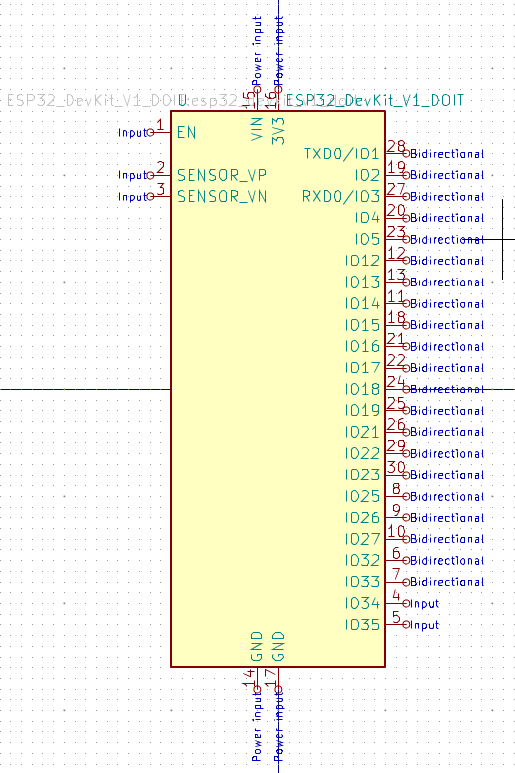 Power input
Power input
15
16
ESP32_DevKit_V1_DOIT:esp32_devkit_v1_doit
U
ESP32_DevKit_V1_DOIT
VIN
3V3
Input 1 EN
TXD0/IO1 28 Bidirectional
Input 2 SENSOR_VP IO2 19 Bidirectional
Input 3 SENSOR_VN RXD0/IO3 27 Bidirectional
IO4 20 Bidirectional
IO5 23 Bidirectional
IO12 12 Bidirectional
IO13 13 Bidirectional
IO14 11 Bidirectional
IO15 18 Bidirectional
IO16 21 Bidirectional
IO17 22 Bidirectional
IO18 24 Bidirectional
IO19 25 Bidirectional
IO21 26 Bidirectional
IO22 29 Bidirectional
IO23 30 Bidirectional
IO25 8 Bidirectional
IO26 9 Bidirectional
IO27 10 Bidirectional
IO32 6 Bidirectional
IO33 7 Bidirectional
IO34 4 Input
IO35 5 Input
GND
GND
14
17
Power input
Power input